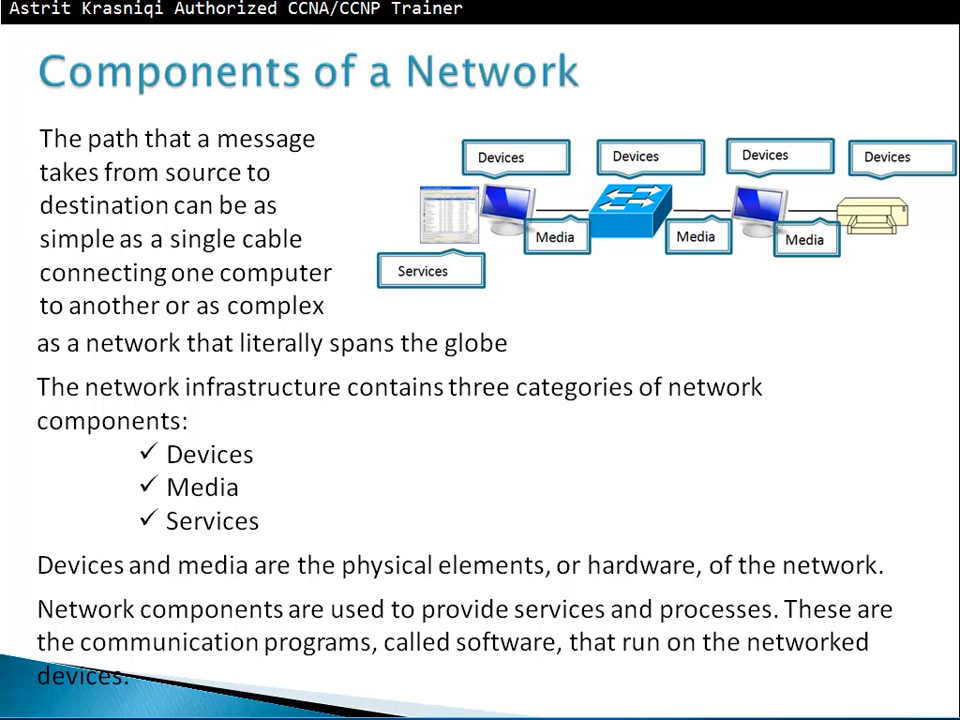 Astrit Krasniqi Authorized CCNA/CCNP Trainer
Components of a Network
The path that a message
takes from source to
destination can be as
simple as a single cable
connecting one computer
to another or as complex
as a network that literally spans the globe
Devices
Devices
Devices
Devices
Media
Media
Media
Services
The network infrastructure contains three categories of network
components:
✓ Devices
✓ Media
✓ Services
Devices and media are the physical elements, or hardware, of the network.
Network components are used to provide services and processes. These are
the communication programs, called software, that run on the networked
devices.